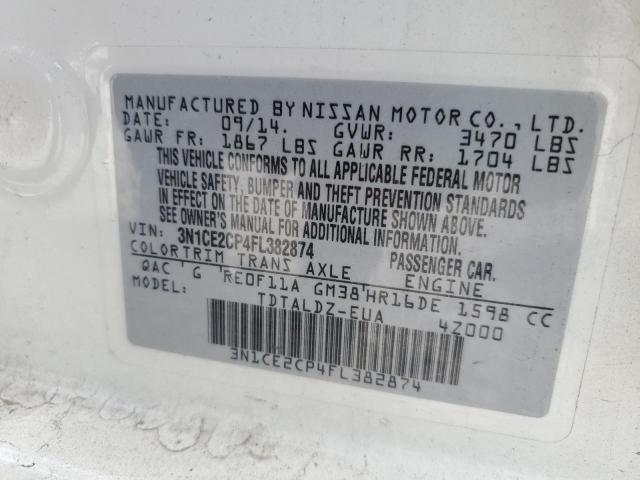 MANUFACTURED BY NISSAN MOTOR CO., LTD.
DATE: 09/14. GVWR: 3470 LBS
GAWR FR: 1867 LBS GAWR RR: 1704 LBS
THIS VEHICLE CONFORMS TO ALL APPLICABLE FEDERAL MOTOR
VEHICLE SAFETY, BUMPER AND THEFT PREVENTION STANDARDS
IN EFFECT ON THE DATE OF MANUFACTURE SHOWN ABOVE.
SEE OWNER'S MANUAL FOR ADDITIONAL INFORMATION.
VIN: 3N1CE2CP4FL382874 PASSENGER CAR.
COLOR TRIM TRANS AXLE ENGINE
QAC G RE0F11A GM38 HR16DE 1598 CC
MODEL: TDTALDZ-EUA 4Z000
3N1CE2CP4FL382874